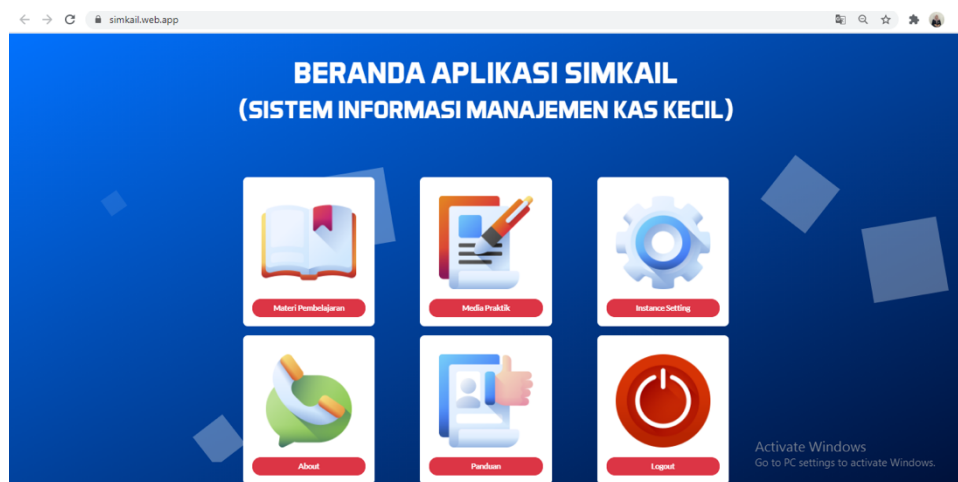 simkail.web.app
BERANDA APLIKASI SIMKAIL
(SISTEM INFORMASI MANAJEMEN KAS KECIL)
Materi Pembelajaran
Media Praktik
Instance Setting
About
Panduan
Logout
Activate Windows
Go to PC settings to activate Windows.